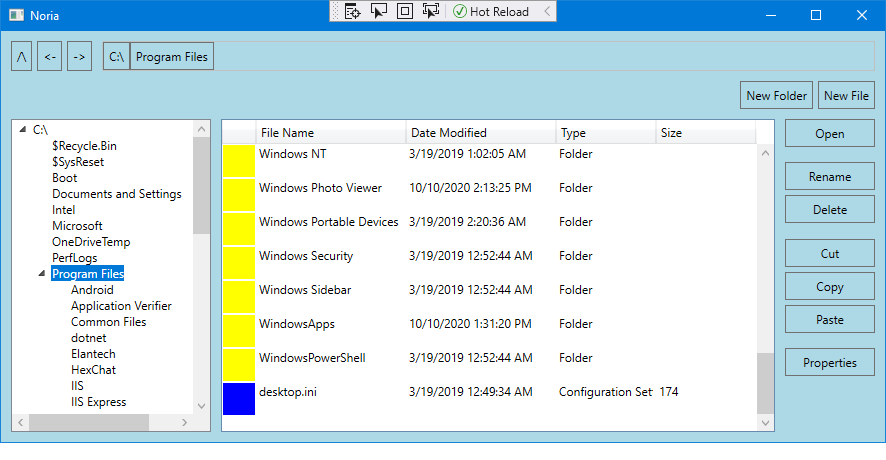 Noria
Hot Reload
/\ <- -> C:\ Program Files
New Folder New File
C:\
$Recycle.Bin
$SysReset
Boot
Documents and Settings
Intel
Microsoft
OneDriveTemp
PerfLogs
Program Files
Android
Application Verifier
Common Files
dotnet
Elantech
HexChat
IIS
IIS Express
File Name Date Modified Type Size
Windows NT 3/19/2019 1:02:05 AM Folder
Windows Photo Viewer 10/10/2020 2:13:25 PM Folder
Windows Portable Devices 3/19/2019 2:20:36 AM Folder
Windows Security 3/19/2019 12:52:44 AM Folder
Windows Sidebar 3/19/2019 12:52:44 AM Folder
WindowsApps 10/10/2020 1:31:20 PM Folder
WindowsPowerShell 3/19/2019 12:52:44 AM Folder
desktop.ini 3/19/2019 12:49:34 AM Configuration Set 174
Open
Rename
Delete
Cut
Copy
Paste
Properties